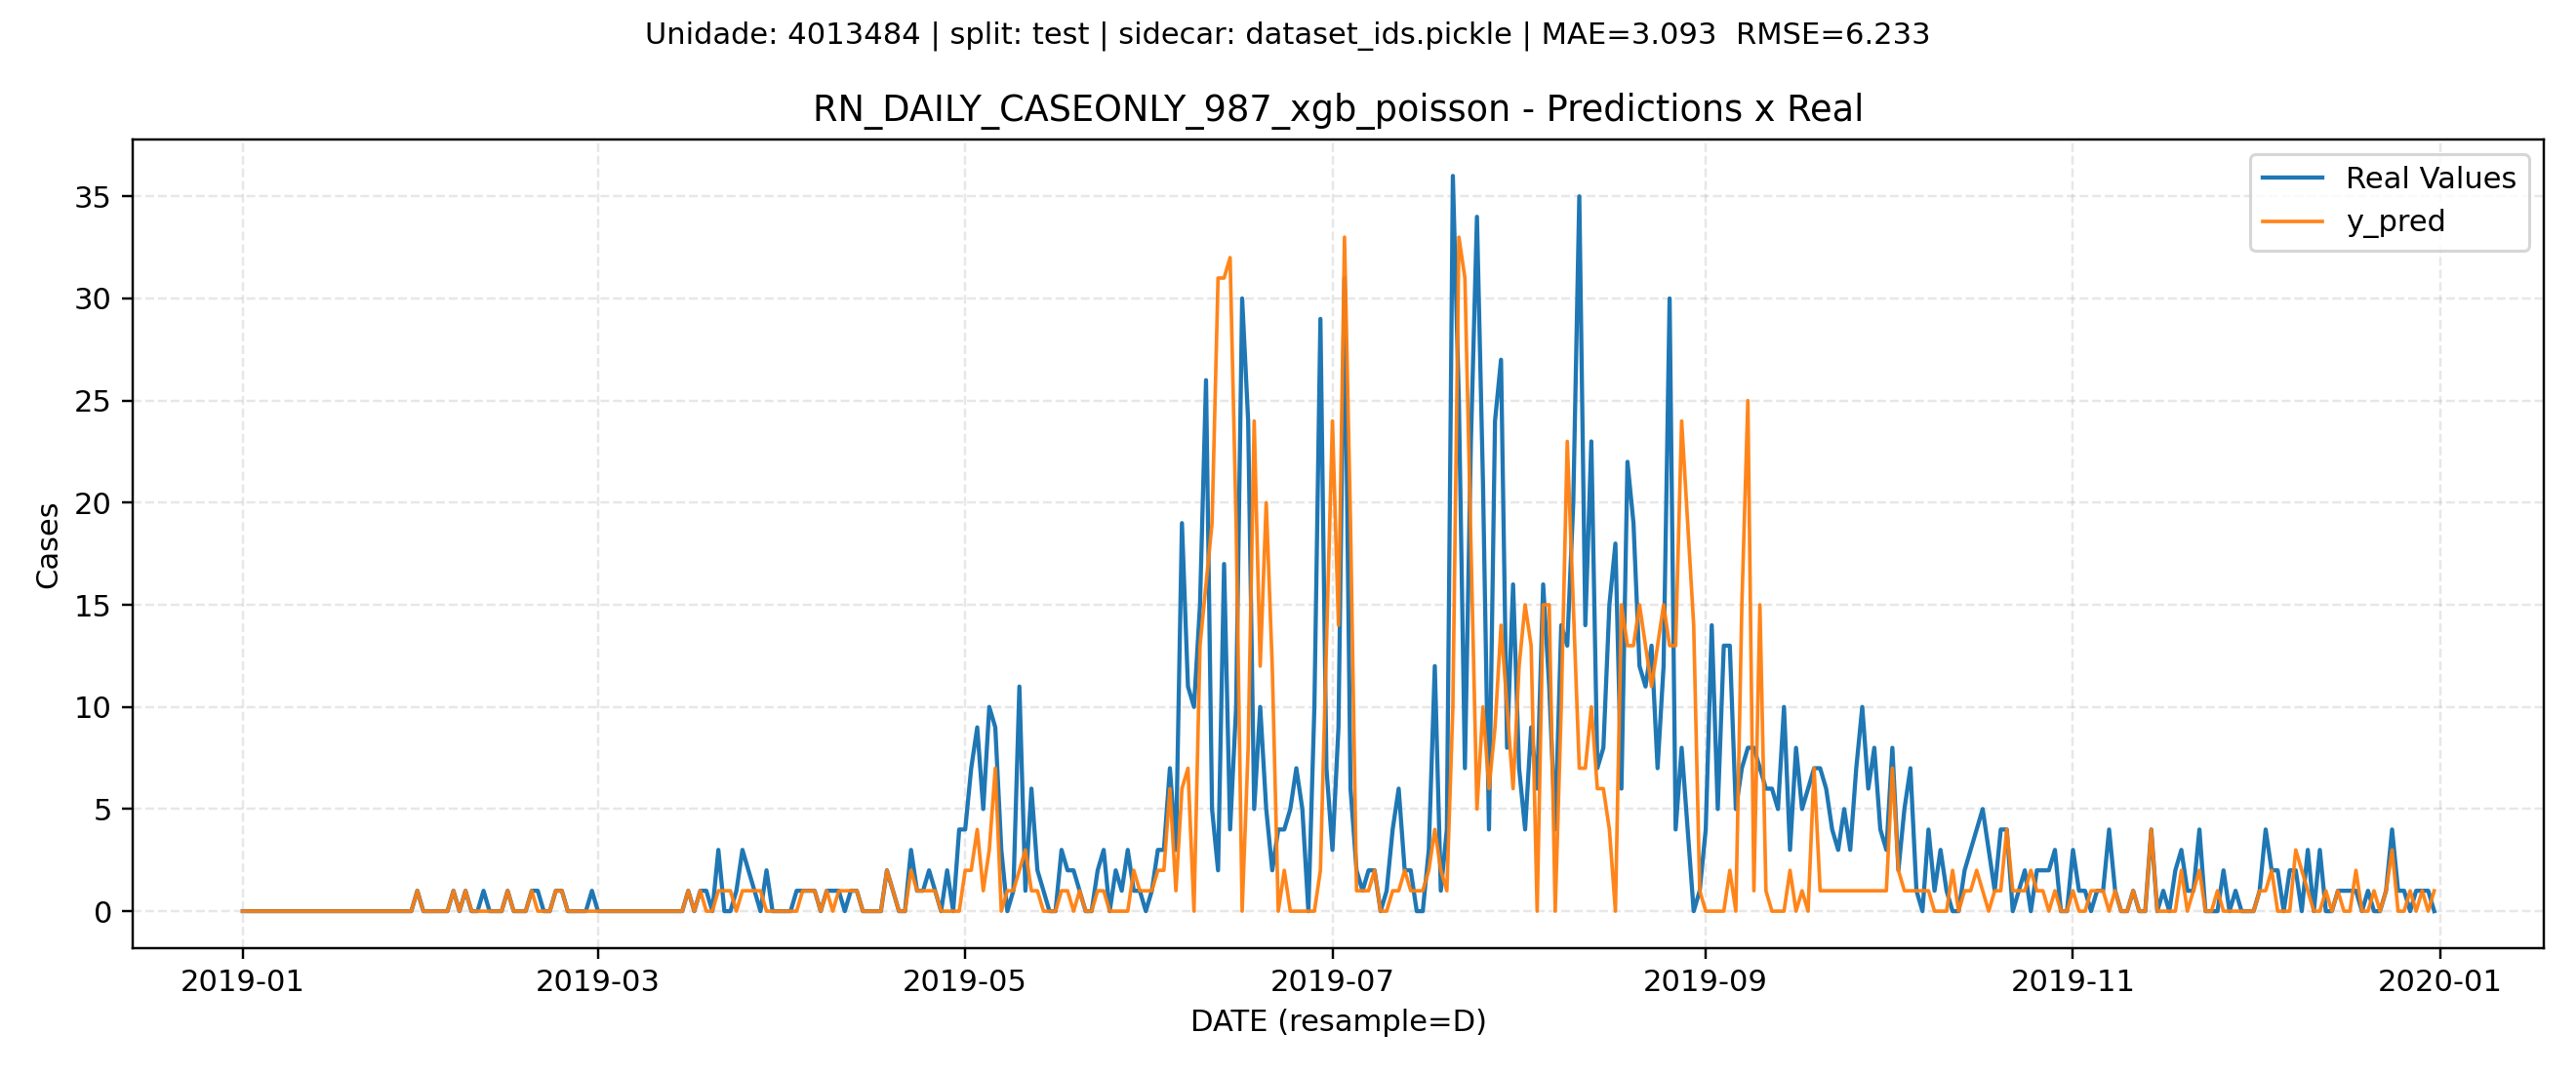 Unidade: 4013484 | split: test | sidecar: dataset_ids.pickle | MAE=3.093  RMSE=6.233
RN_DAILY_CASEONLY_987_xgb_poisson - Predictions x Real
Real Values
y_pred
35
30
25
20
15
10
5
0
Cases
2019-01
2019-03
2019-05
2019-07
2019-09
2019-11
2020-01
DATE (resample=D)